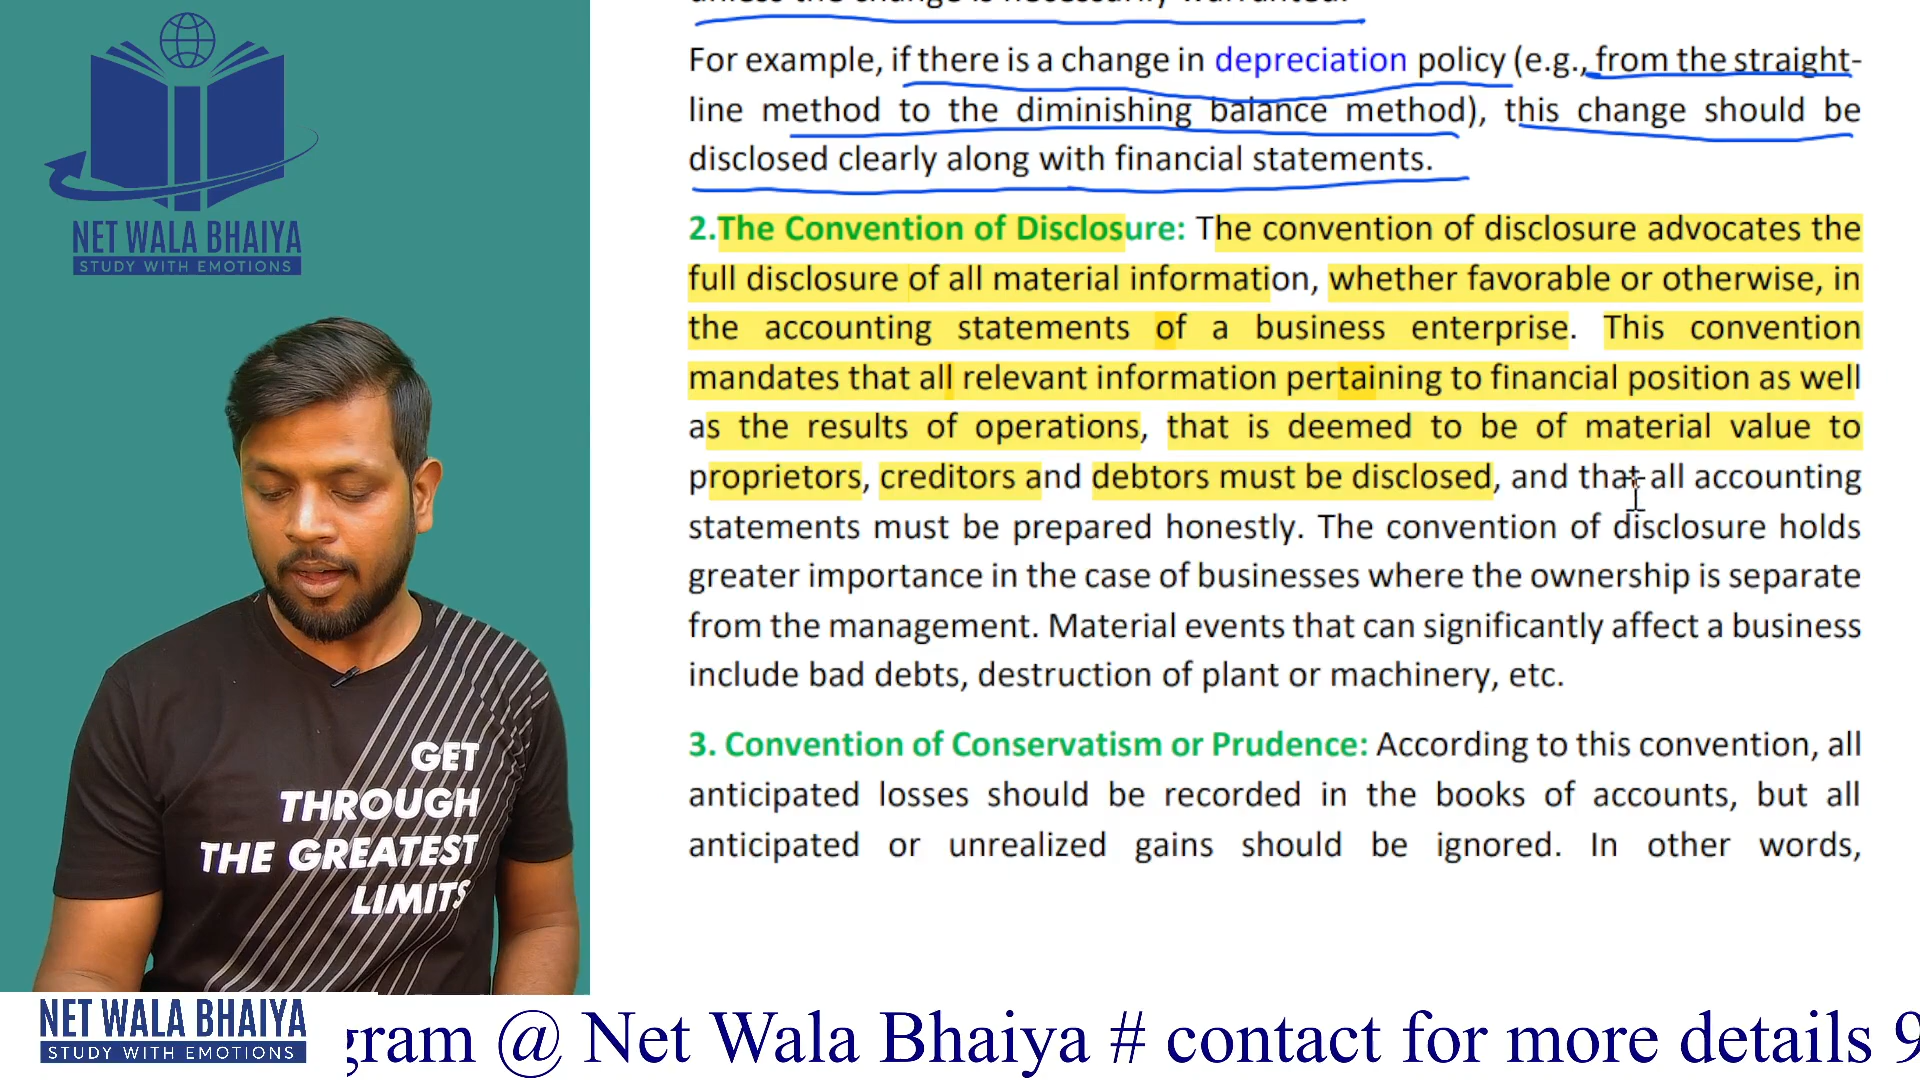 unless the change is necessarily warranted.
For example, if there is a change in depreciation policy (e.g., from the straight-
line method to the diminishing balance method), this change should be
disclosed clearly along with financial statements.
2.The Convention of Disclosure: The convention of disclosure advocates the
full disclosure of all material information, whether favorable or otherwise, in
the accounting statements of a business enterprise. This convention
mandates that all relevant information pertaining to financial position as well
as the results of operations, that is deemed to be of material value to
proprietors, creditors and debtors must be disclosed, and that all accounting
statements must be prepared honestly. The convention of disclosure holds
greater importance in the case of businesses where the ownership is separate
from the management. Material events that can significantly affect a business
include bad debts, destruction of plant or machinery, etc.
3. Convention of Conservatism or Prudence: According to this convention, all
anticipated losses should be recorded in the books of accounts, but all
anticipated or unrealized gains should be ignored. In other words,
NET WALA BHAIYA
STUDY WITH EMOTIONS
GET
THROUGH
THE GREATEST
LIMITS
NET WALA BHAIYA
STUDY WITH EMOTIONS
gram @ Net Wala Bhaiya # contact for more details 9